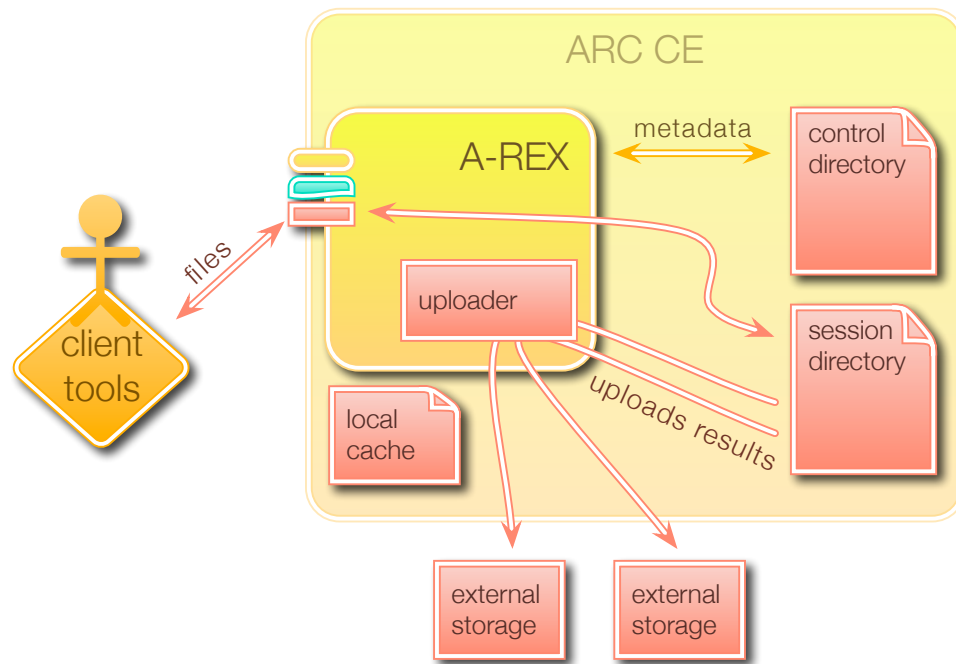 ARC CE
metadata
control
directory
A-REX
files
uploader
client
tools
session
directory
uploads results
local
cache
external
storage
external
storage